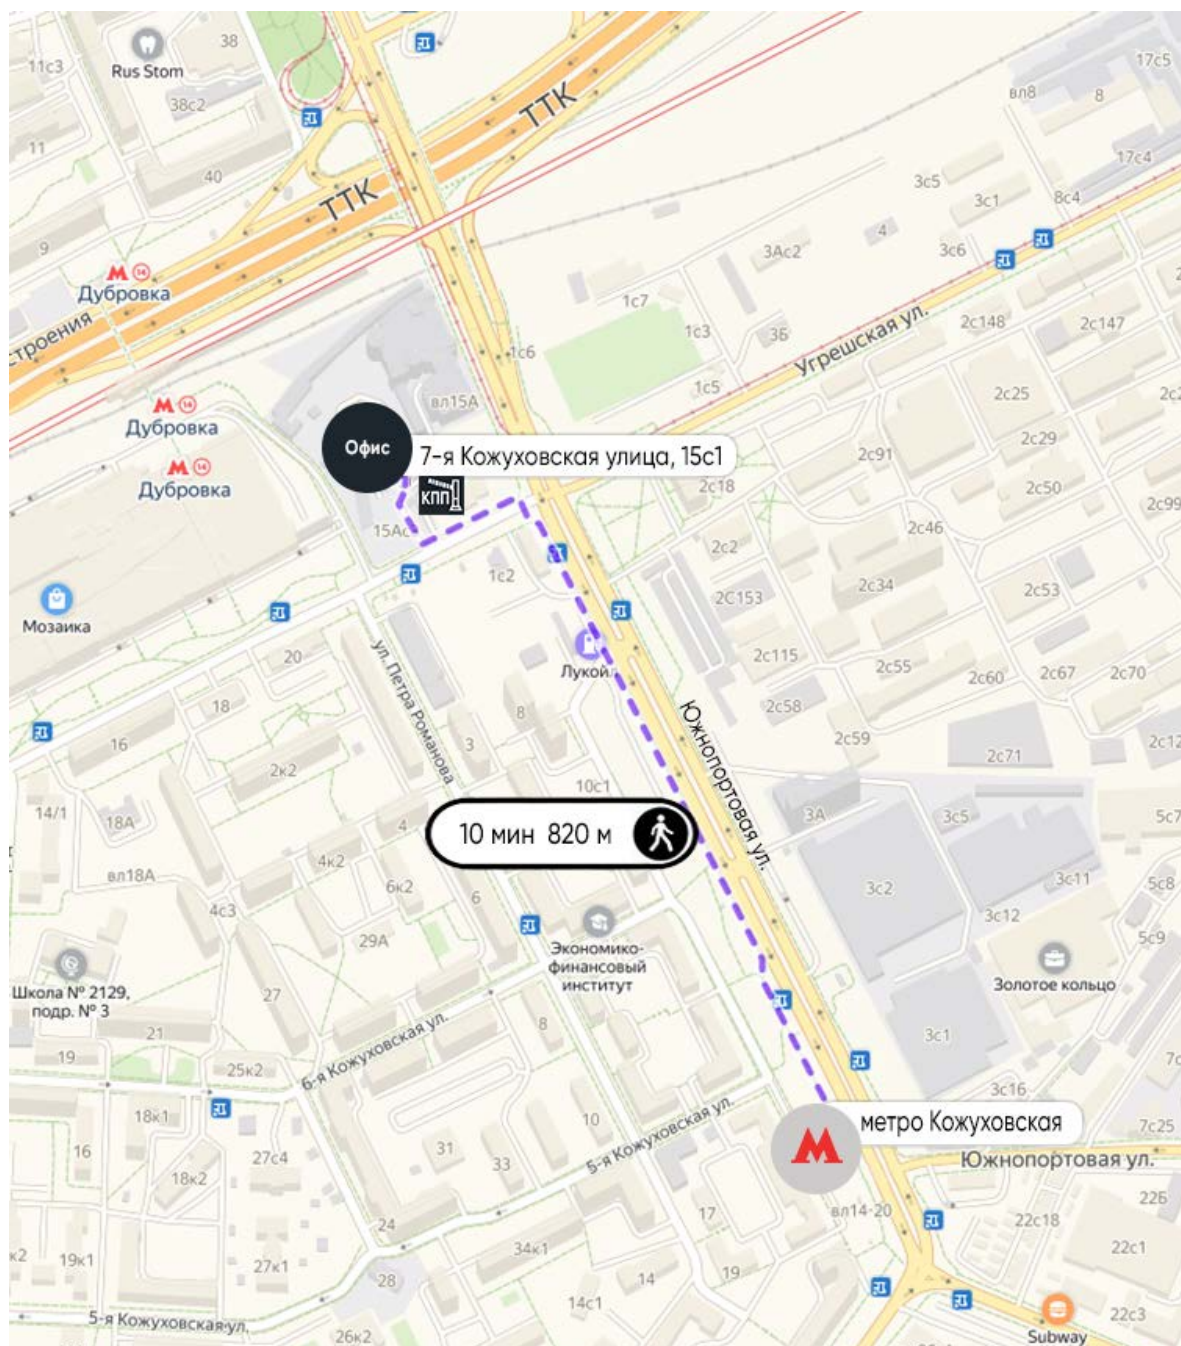 38
11с3
Rus Stom
38с2
17с5
вл8
8
ТТК
11
17с4
40
3с5
8с4
ТТК
3с1
9
4
3Ас2
3с6
М 14
Дубровка
1с7
строения
1с3
3Б
Угрешская ул.
2с148
2с147
1с6
1с5
2с25
вл15А
М 14
Дубровка
2с29
Офис
7-я Кожуховская улица, 15с1
2с91
М 14
Дубровка
КПП
2с18
2с50
2с99
15Ас
2с46
2с2
1с2
2с34
2С153
2с53
Мозаика
ул. Петра Романова
20
2с115
2с55
2с67
2с70
Лукойл
2с60
18
8
2с58
Южнопортовая ул.
16
3
2с59
2с71
2с12
2к2
10с1
14/1
18А
4
10 мин 820 м
3А
3с5
5с7
4к2
вл18А
6к2
6
3с2
3с11
5с8
4с3
3с12
29А
5с9
Экономико-
финансовый
институт
Школа № 2129,
подр. № 3
Золотое кольцо
27
21
8
3с1
19
25к2
6-я Кожуховская ул.
3с16
18к1
10
метро Кожуховская
7с25
16
27с4
31
33
5-я Кожуховская ул.
М
Южнопортовая ул.
18к2
22Б
17
вл14-20
22с18
24
34к1
22с1
19к1
27к1
28
14
19
14с1
22с3
5-я Кожуховская ул.
26к2
Subway